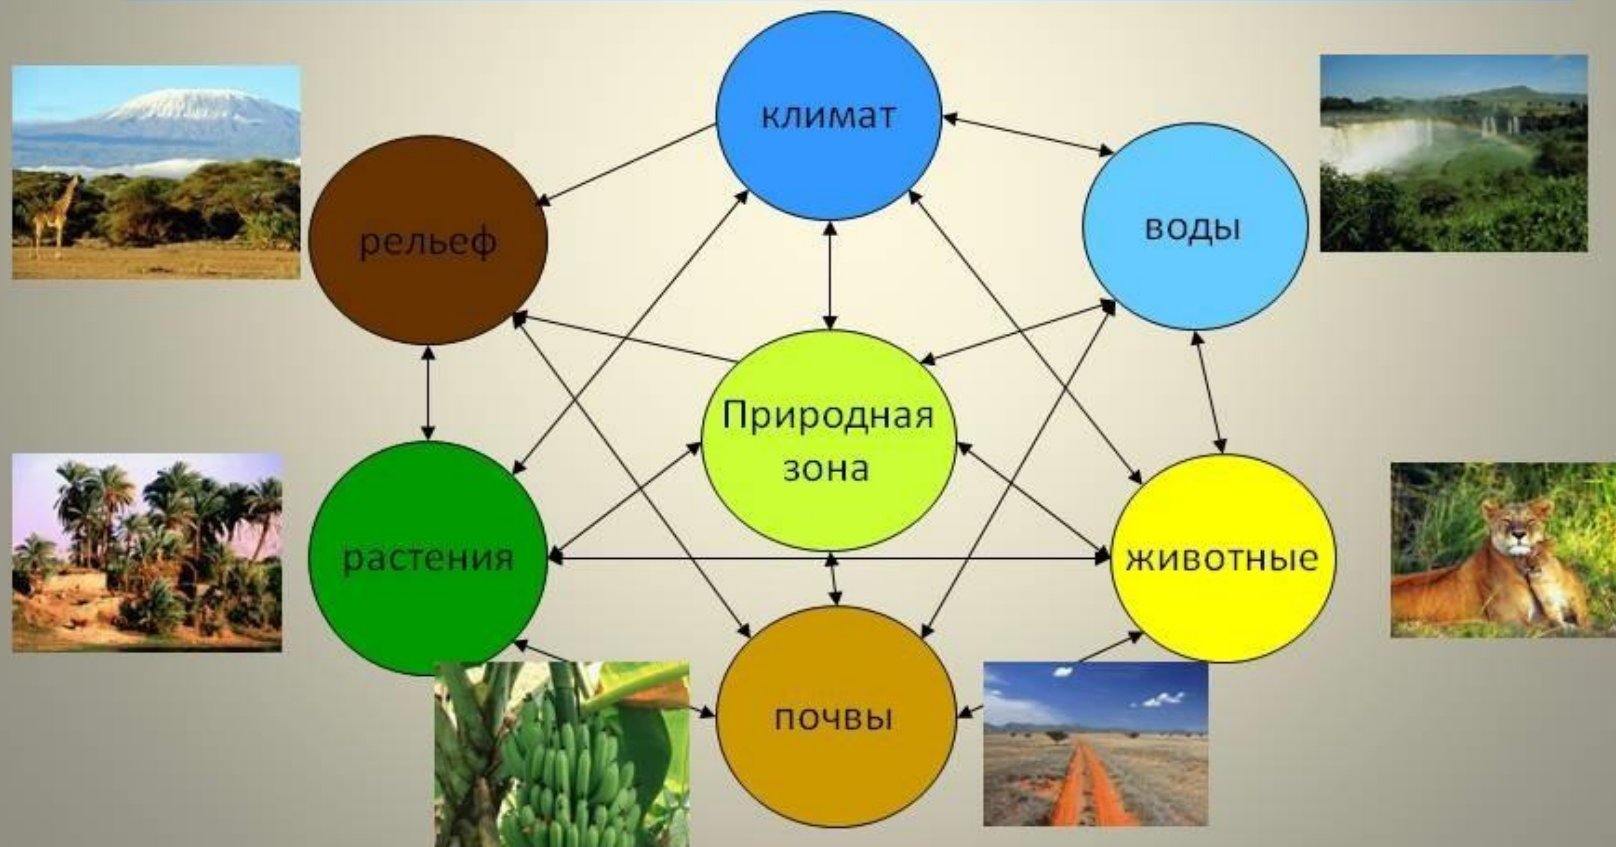 климат
рельеф
воды
Природная
зона
растения
животные
почвы